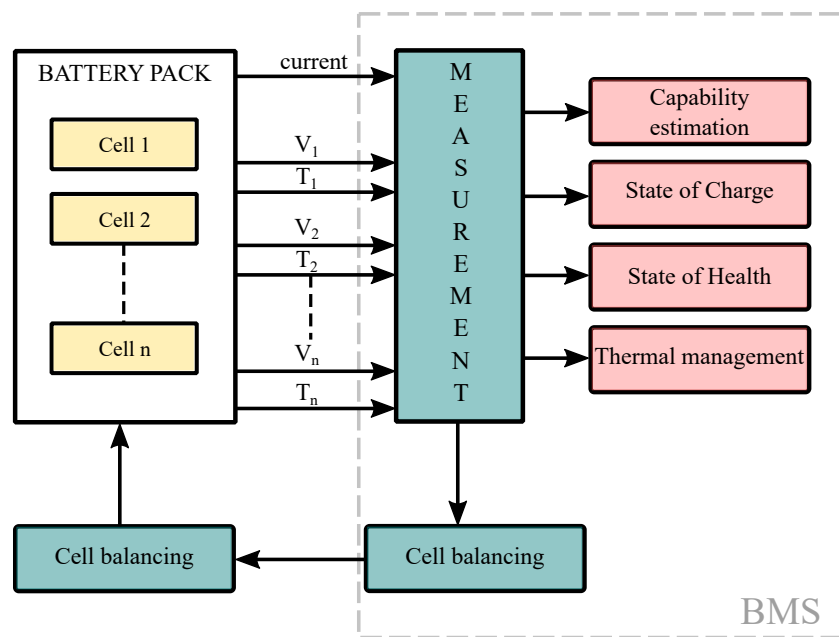 BATTERY PACK
Cell 1
Cell 2
Cell n
current
V1
T1
V2
T2
Vn
Tn
MEASUREMENT
Capability
estimation
State of Charge
State of Health
Thermal management
Cell balancing
Cell balancing
BMS